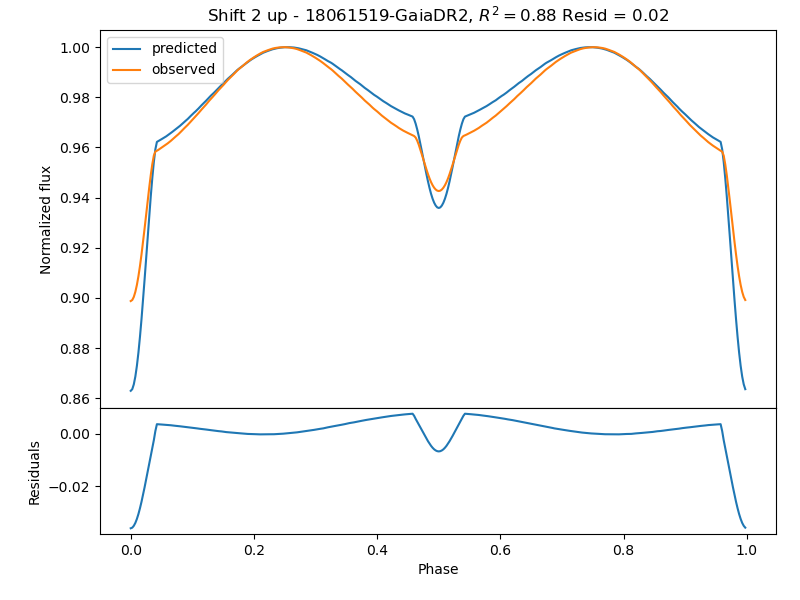 Shift 2 up - 18061519-GaiaDR2, R² = 0.88 Resid = 0.02
predicted
observed
1.00
0.98
0.96
0.94
0.92
0.90
0.88
0.86
Normalized flux
0.00
−0.02
Residuals
0.0
0.2
0.4
0.6
0.8
1.0
Phase